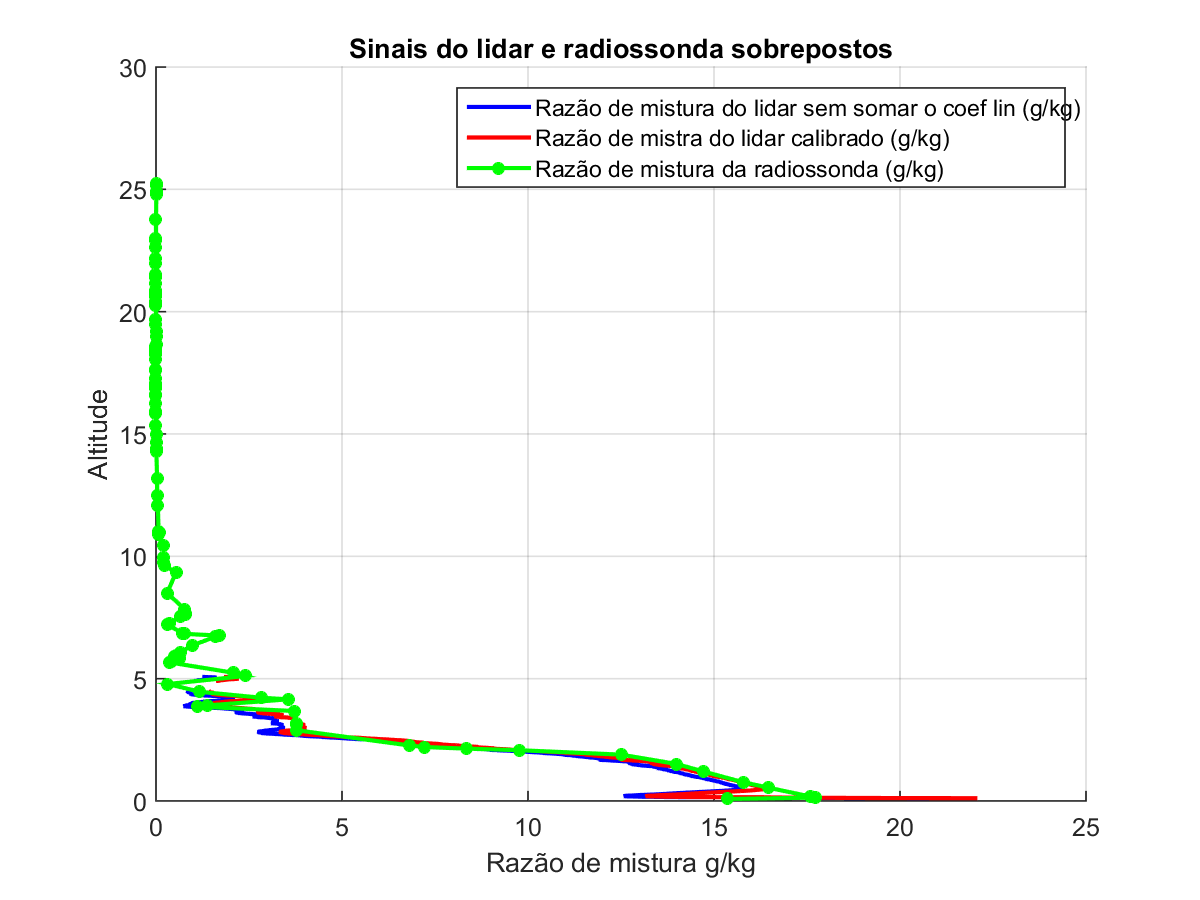 Sinais do lidar e radiossonda sobrepostos
30
Razão de mistura do lidar sem somar o coef lin (g/kg)
Razão de mistra do lidar calibrado (g/kg)
Razão de mistura da radiossonda (g/kg)
25
20
15
10
5
0
Altitude
0 5 10 15 20 25
Razão de mistura g/kg